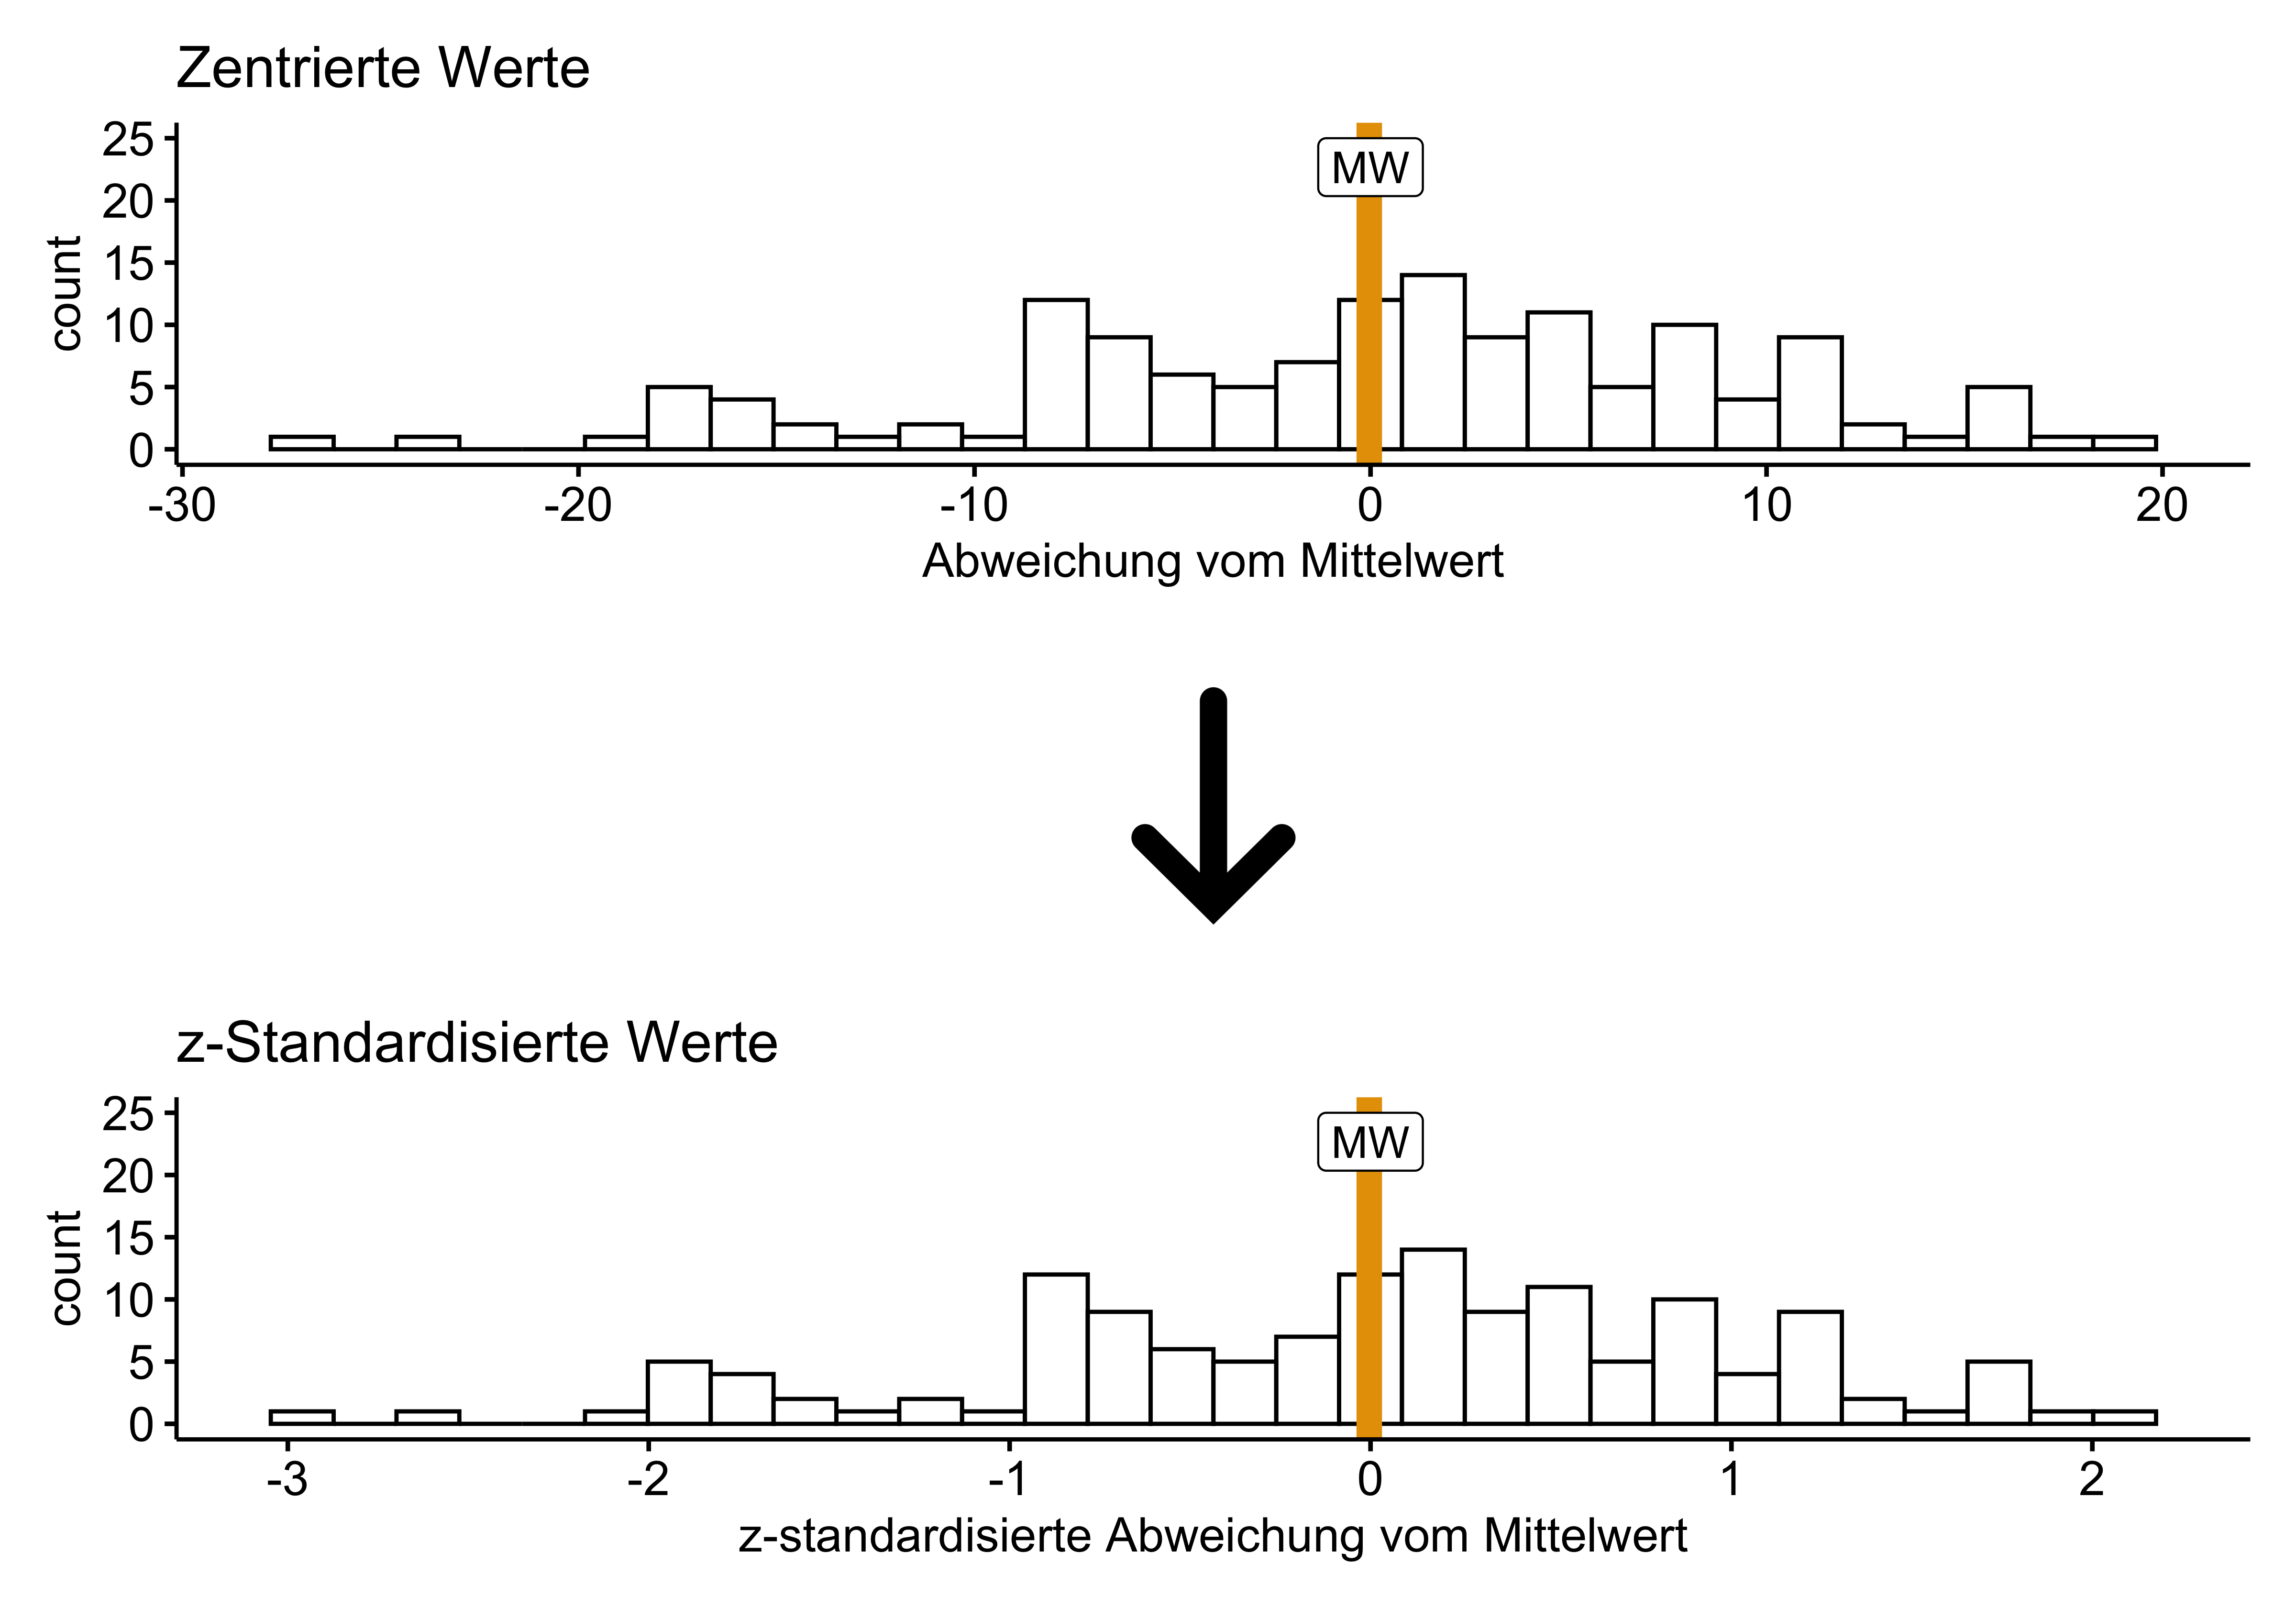 Zentrierte Werte
25
20
15
10
5
0
count
MW
-30 -20 -10 0 10 20
Abweichung vom Mittelwert
z-Standardisierte Werte
25
20
15
10
5
0
count
MW
-3 -2 -1 0 1 2
z-standardisierte Abweichung vom Mittelwert